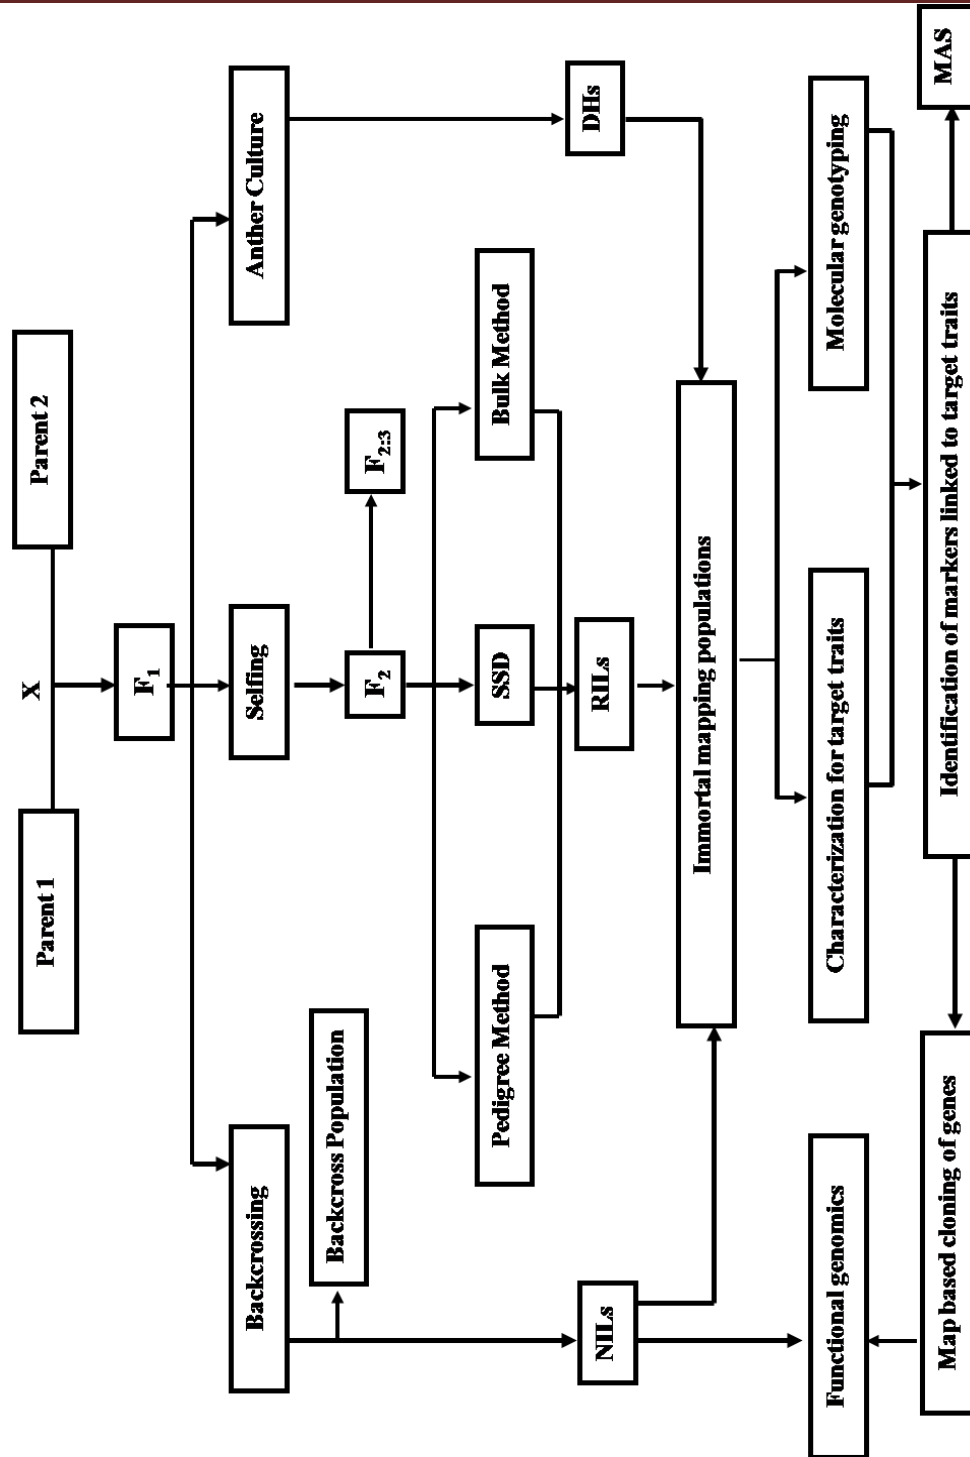 Parent 1
X
Parent 2
F1
Backcrossing
Selfing
Anther Culture
Backcross Population
F2
F2:3
Pedigree Method
SSD
Bulk Method
NILs
RILs
DHs
Immortal mapping populations
Functional genomics
Characterization for target traits
Molecular genotyping
Map based cloning of genes
Identification of markers linked to target traits
MAS